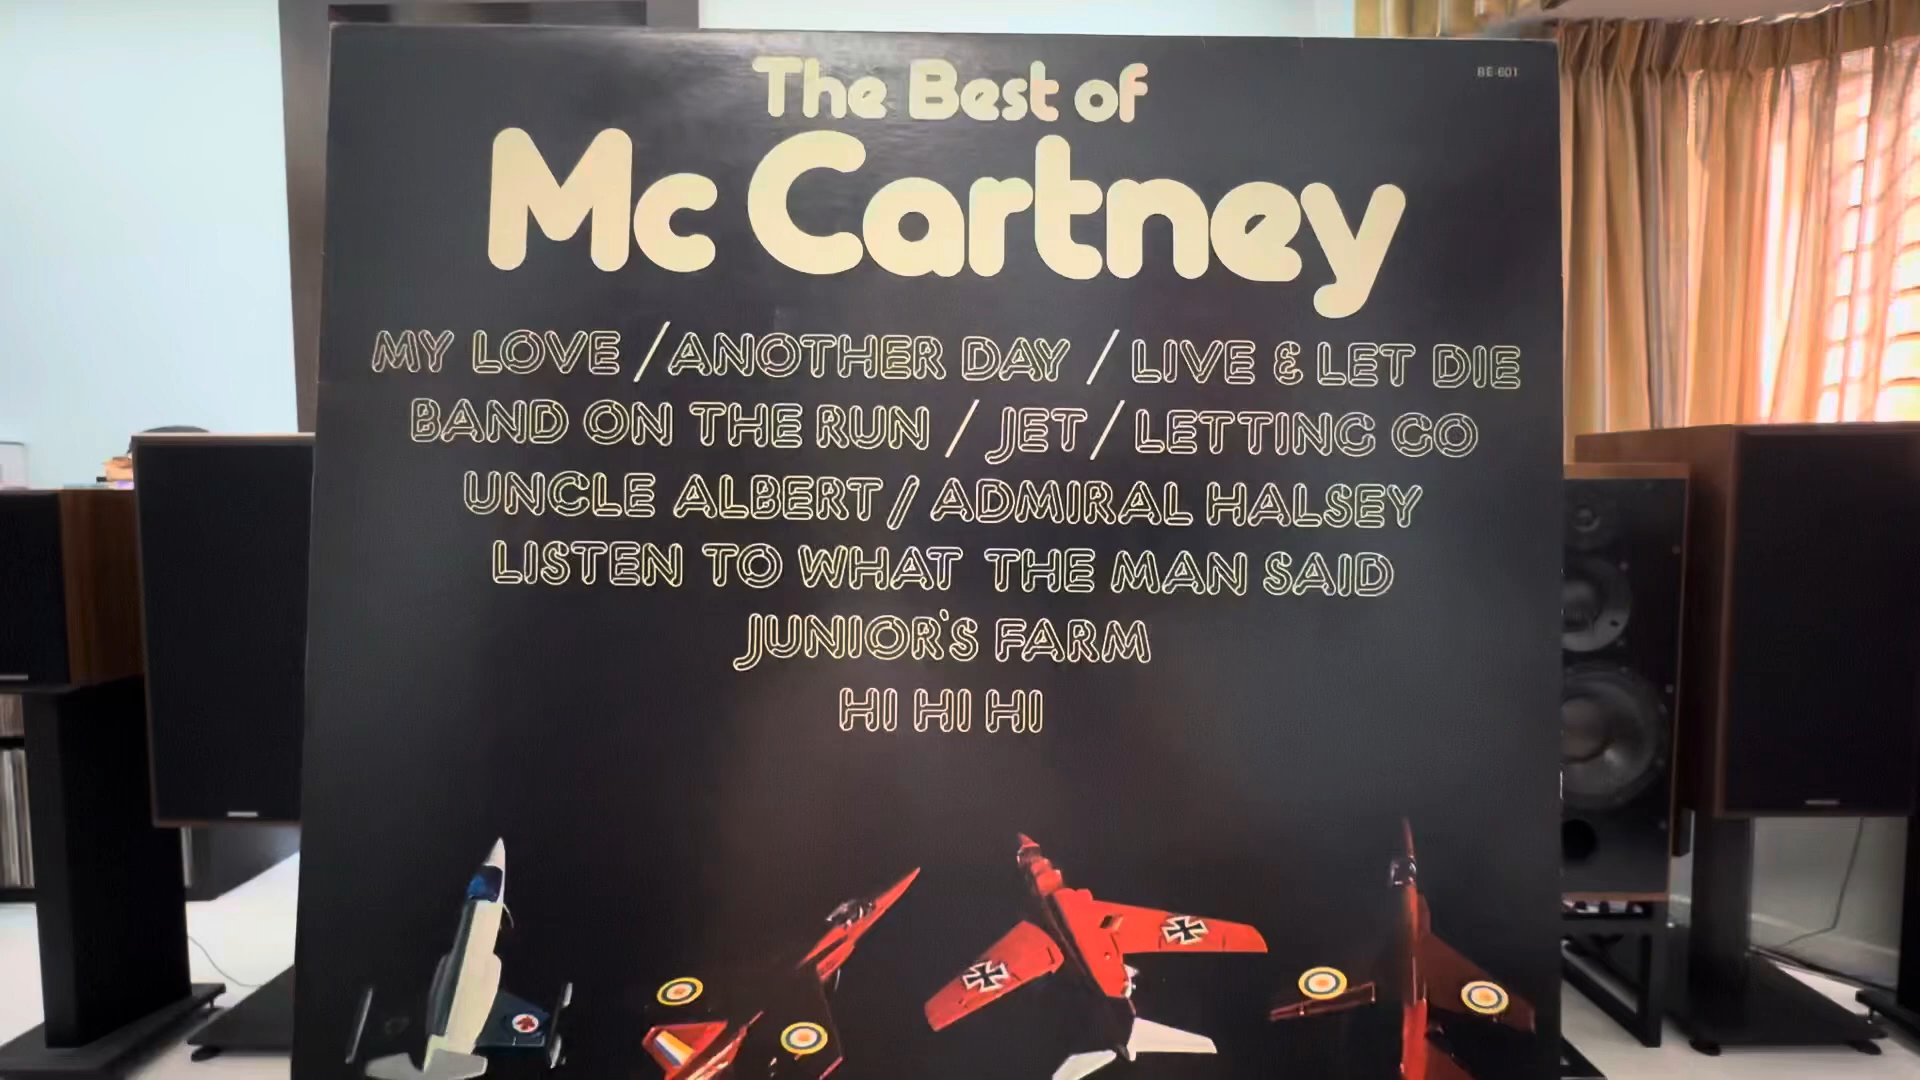 The Best of
BE-601
Mc Cartney
MY LOVE / ANOTHER DAY / LIVE & LET DIE
BAND ON THE RUN / JET / LETTING GO
UNCLE ALBERT / ADMIRAL HALSEY
LISTEN TO WHAT THE MAN SAID
JUNIOR'S FARM
HI HI HI